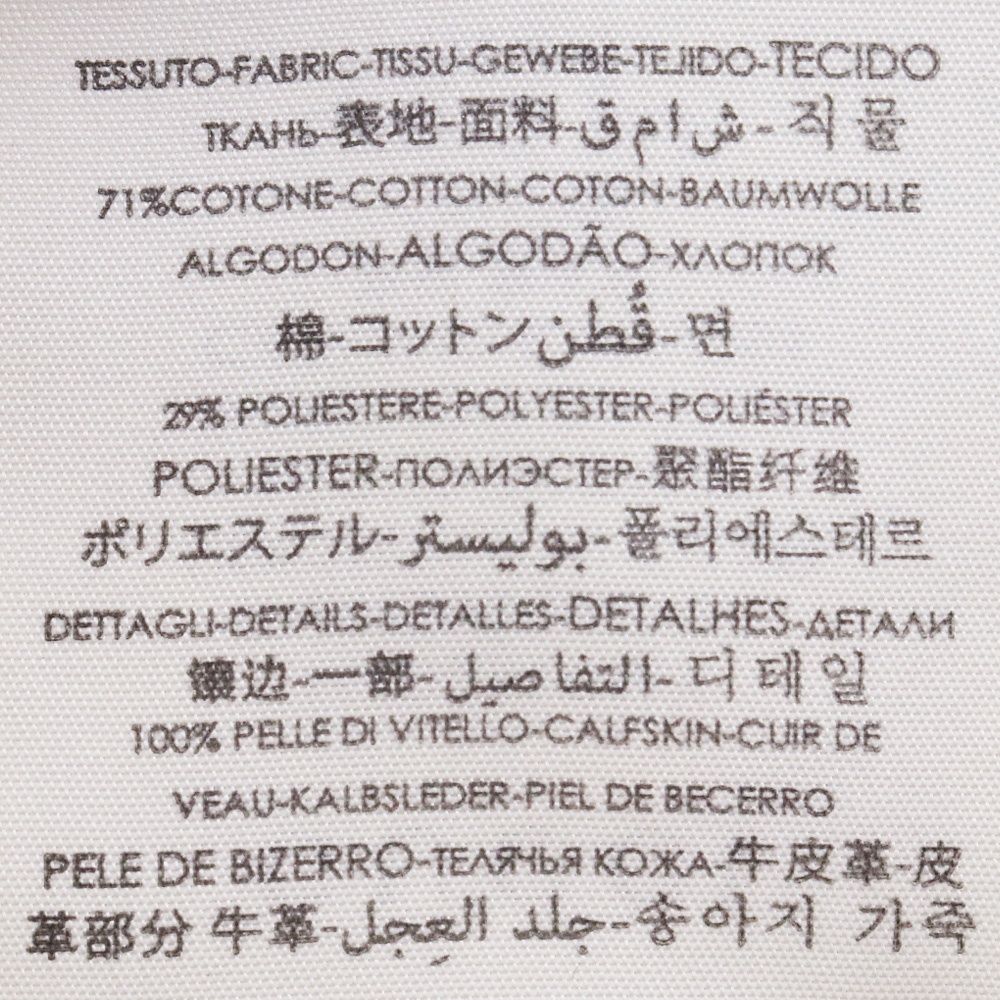 TESSUTO-FABRIC-TISSU-GEWEBE-TEJIDO-TECIDO
ТКАНЬ-表地-面料-ش ا م ق-직 물
71%COTONE-COTTON-COTON-BAUMWOLLE
ALGODON-ALGODÃO-ХЛОПОК
棉-コットン قُطن-면
29% POLIESTERE-POLYESTER-POLIÉSTER
POLIESTER-ПОЛИЭСТЕР-聚酯纤维
ポリエステル-بوليستر-폴리에스테르
DETTAGLI-DETAILS-DETALLES-DETALHES-ДЕТАЛИ
镶边-一部-التفاصيل-디 테 일
100% PELLE DI VITELLO-CALFSKIN-CUIR DE
VEAU-KALBSLEDER-PIEL DE BECERRO
PELE DE BIZERRO-ТЕЛЯЧЬЯ КОЖА-牛皮革-皮
革部分 牛革-جلد العِجل-송아지 가죽